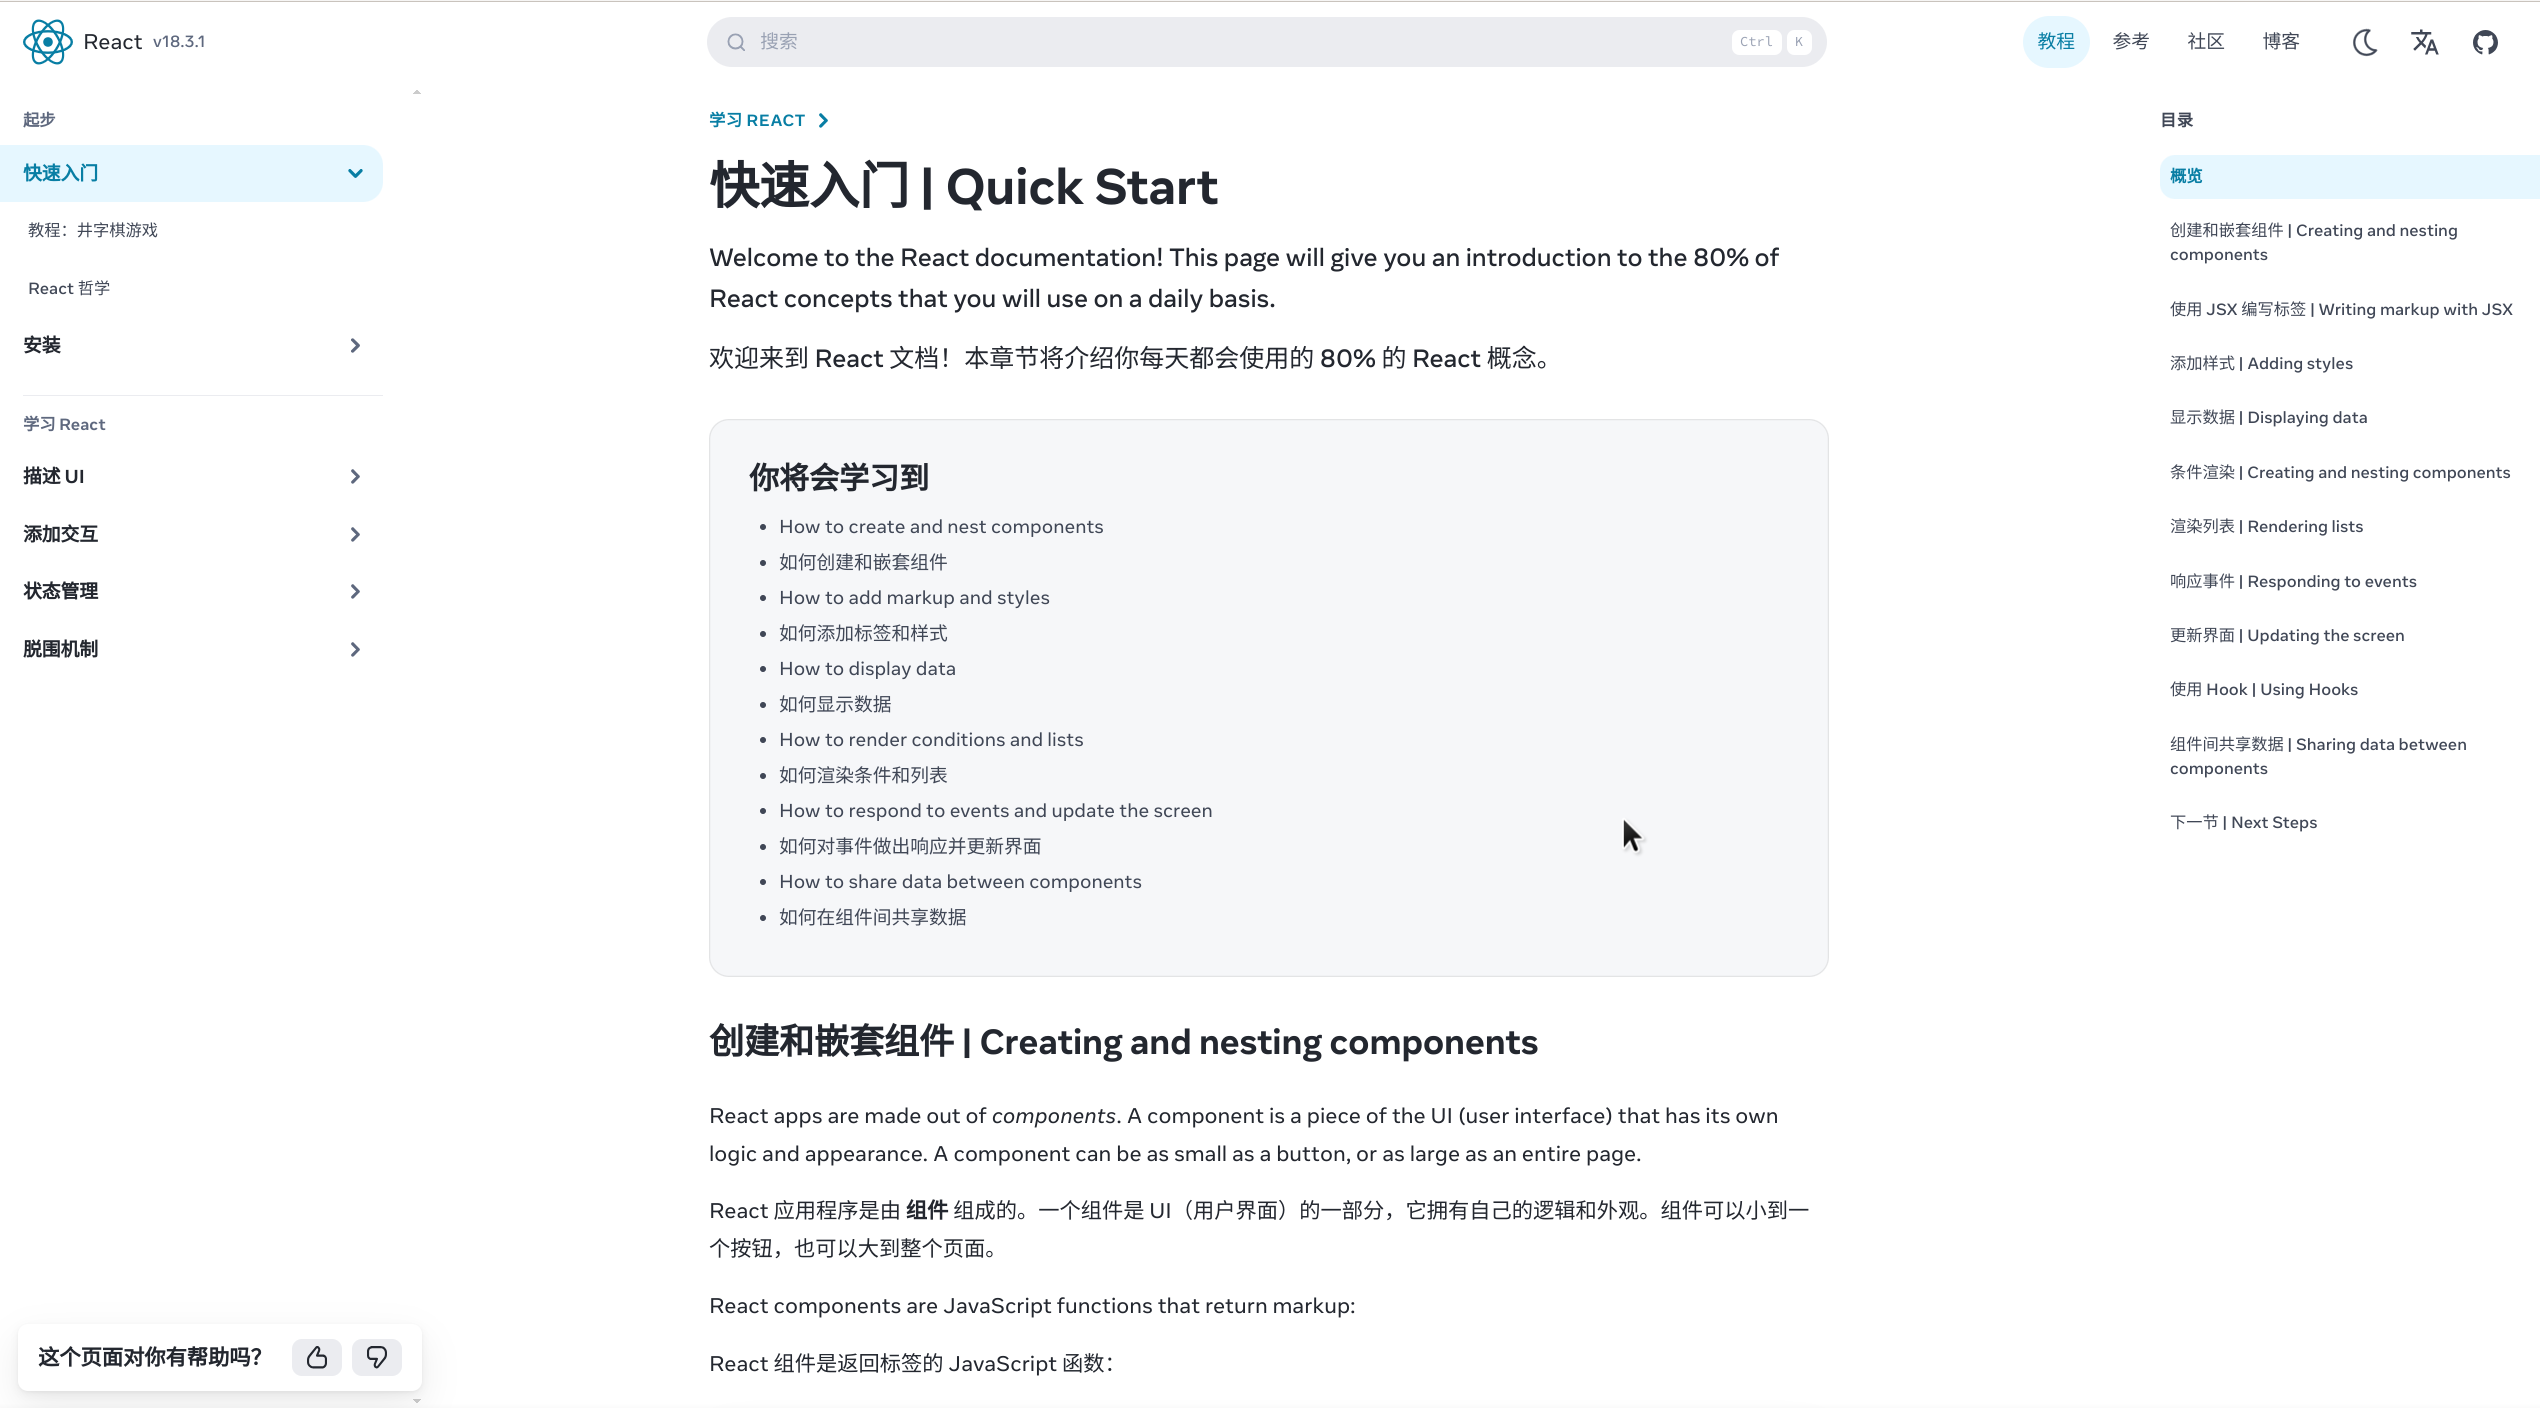 React v18.3.1
搜索
Ctrl K
教程 参考 社区 博客
起步
快速入门
教程：井字棋游戏
React 哲学
安装
学习 React
描述 UI
添加交互
状态管理
脱围机制
这个页面对你有帮助吗？
学习 REACT
快速入门 | Quick Start
Welcome to the React documentation! This page will give you an introduction to the 80% of
React concepts that you will use on a daily basis.
欢迎来到 React 文档！本章节将介绍你每天都会使用的 80% 的 React 概念。
你将会学习到
How to create and nest components
如何创建和嵌套组件
How to add markup and styles
如何添加标签和样式
How to display data
如何显示数据
How to render conditions and lists
如何渲染条件和列表
How to respond to events and update the screen
如何对事件做出响应并更新界面
How to share data between components
如何在组件间共享数据
创建和嵌套组件 | Creating and nesting components
React apps are made out of components. A component is a piece of the UI (user interface) that has its own
logic and appearance. A component can be as small as a button, or as large as an entire page.
React 应用程序是由 组件 组成的。一个组件是 UI（用户界面）的一部分，它拥有自己的逻辑和外观。组件可以小到一
个按钮，也可以大到整个页面。
React components are JavaScript functions that return markup:
React 组件是返回标签的 JavaScript 函数：
目录
概览
创建和嵌套组件 | Creating and nesting
components
使用 JSX 编写标签 | Writing markup with JSX
添加样式 | Adding styles
显示数据 | Displaying data
条件渲染 | Creating and nesting components
渲染列表 | Rendering lists
响应事件 | Responding to events
更新界面 | Updating the screen
使用 Hook | Using Hooks
组件间共享数据 | Sharing data between
components
下一节 | Next Steps